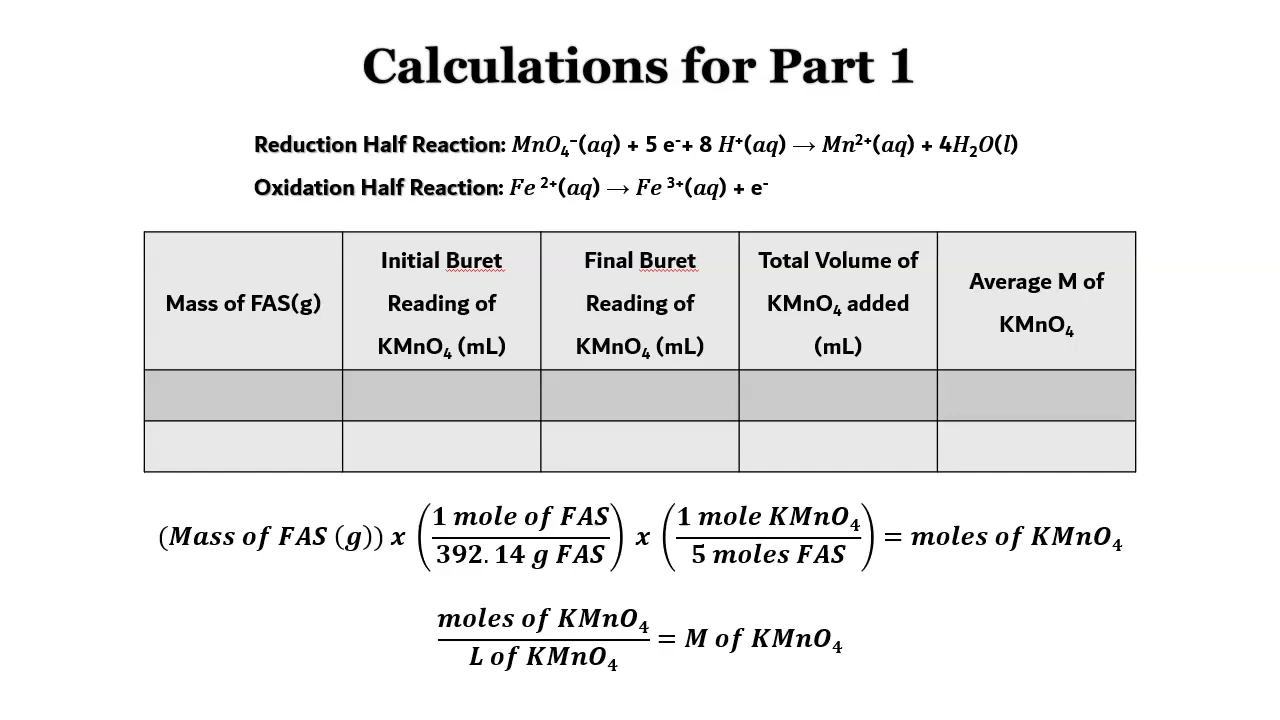 Calculations for Part 1
Reduction Half Reaction: MnO₄⁻(aq) + 5 e⁻+ 8 H⁺(aq) → Mn²⁺(aq) + 4H₂O(l)
Oxidation Half Reaction: Fe ²⁺(aq) → Fe ³⁺(aq) + e⁻
Mass of FAS(g)
Initial Buret
Reading of
KMnO₄ (mL)
Final Buret
Reading of
KMnO₄ (mL)
Total Volume of
KMnO₄ added
(mL)
Average M of
KMnO₄
(Mass of FAS (g)) x (1 mole of FAS / 392.14 g FAS) x (1 mole KMnO₄ / 5 moles FAS) = moles of KMnO₄
moles of KMnO₄ / L of KMnO₄ = M of KMnO₄